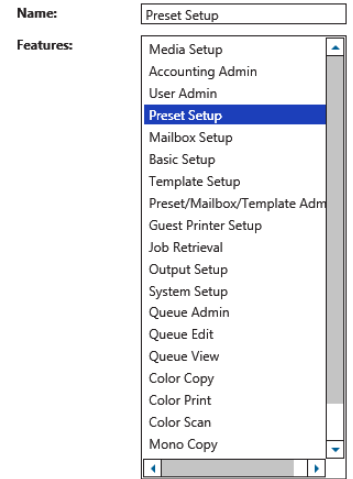 Name:
Preset Setup
Features:
Media Setup
Accounting Admin
User Admin
Preset Setup
Mailbox Setup
Basic Setup
Template Setup
Preset/Mailbox/Template Adm
Guest Printer Setup
Job Retrieval
Output Setup
System Setup
Queue Admin
Queue Edit
Queue View
Color Copy
Color Print
Color Scan
Mono Copy